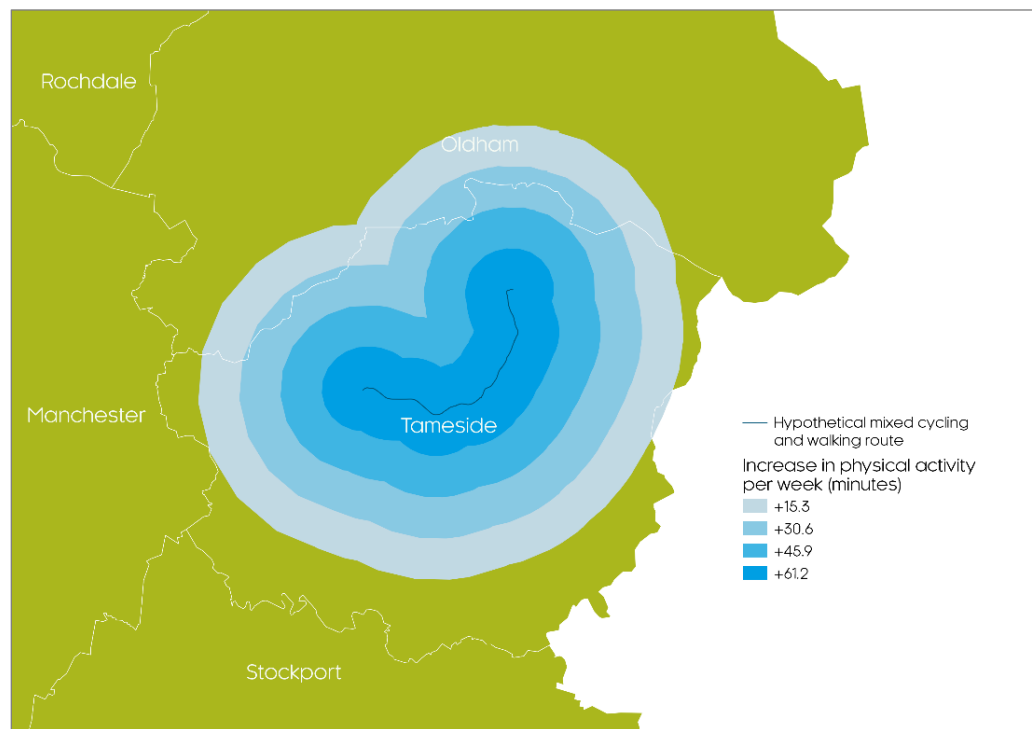 Rochdale
Oldham
Manchester
Tameside
Stockport
Hypothetical mixed cycling
and walking route
Increase in physical activity
per week (minutes)
+15.3
+30.6
+45.9
+61.2